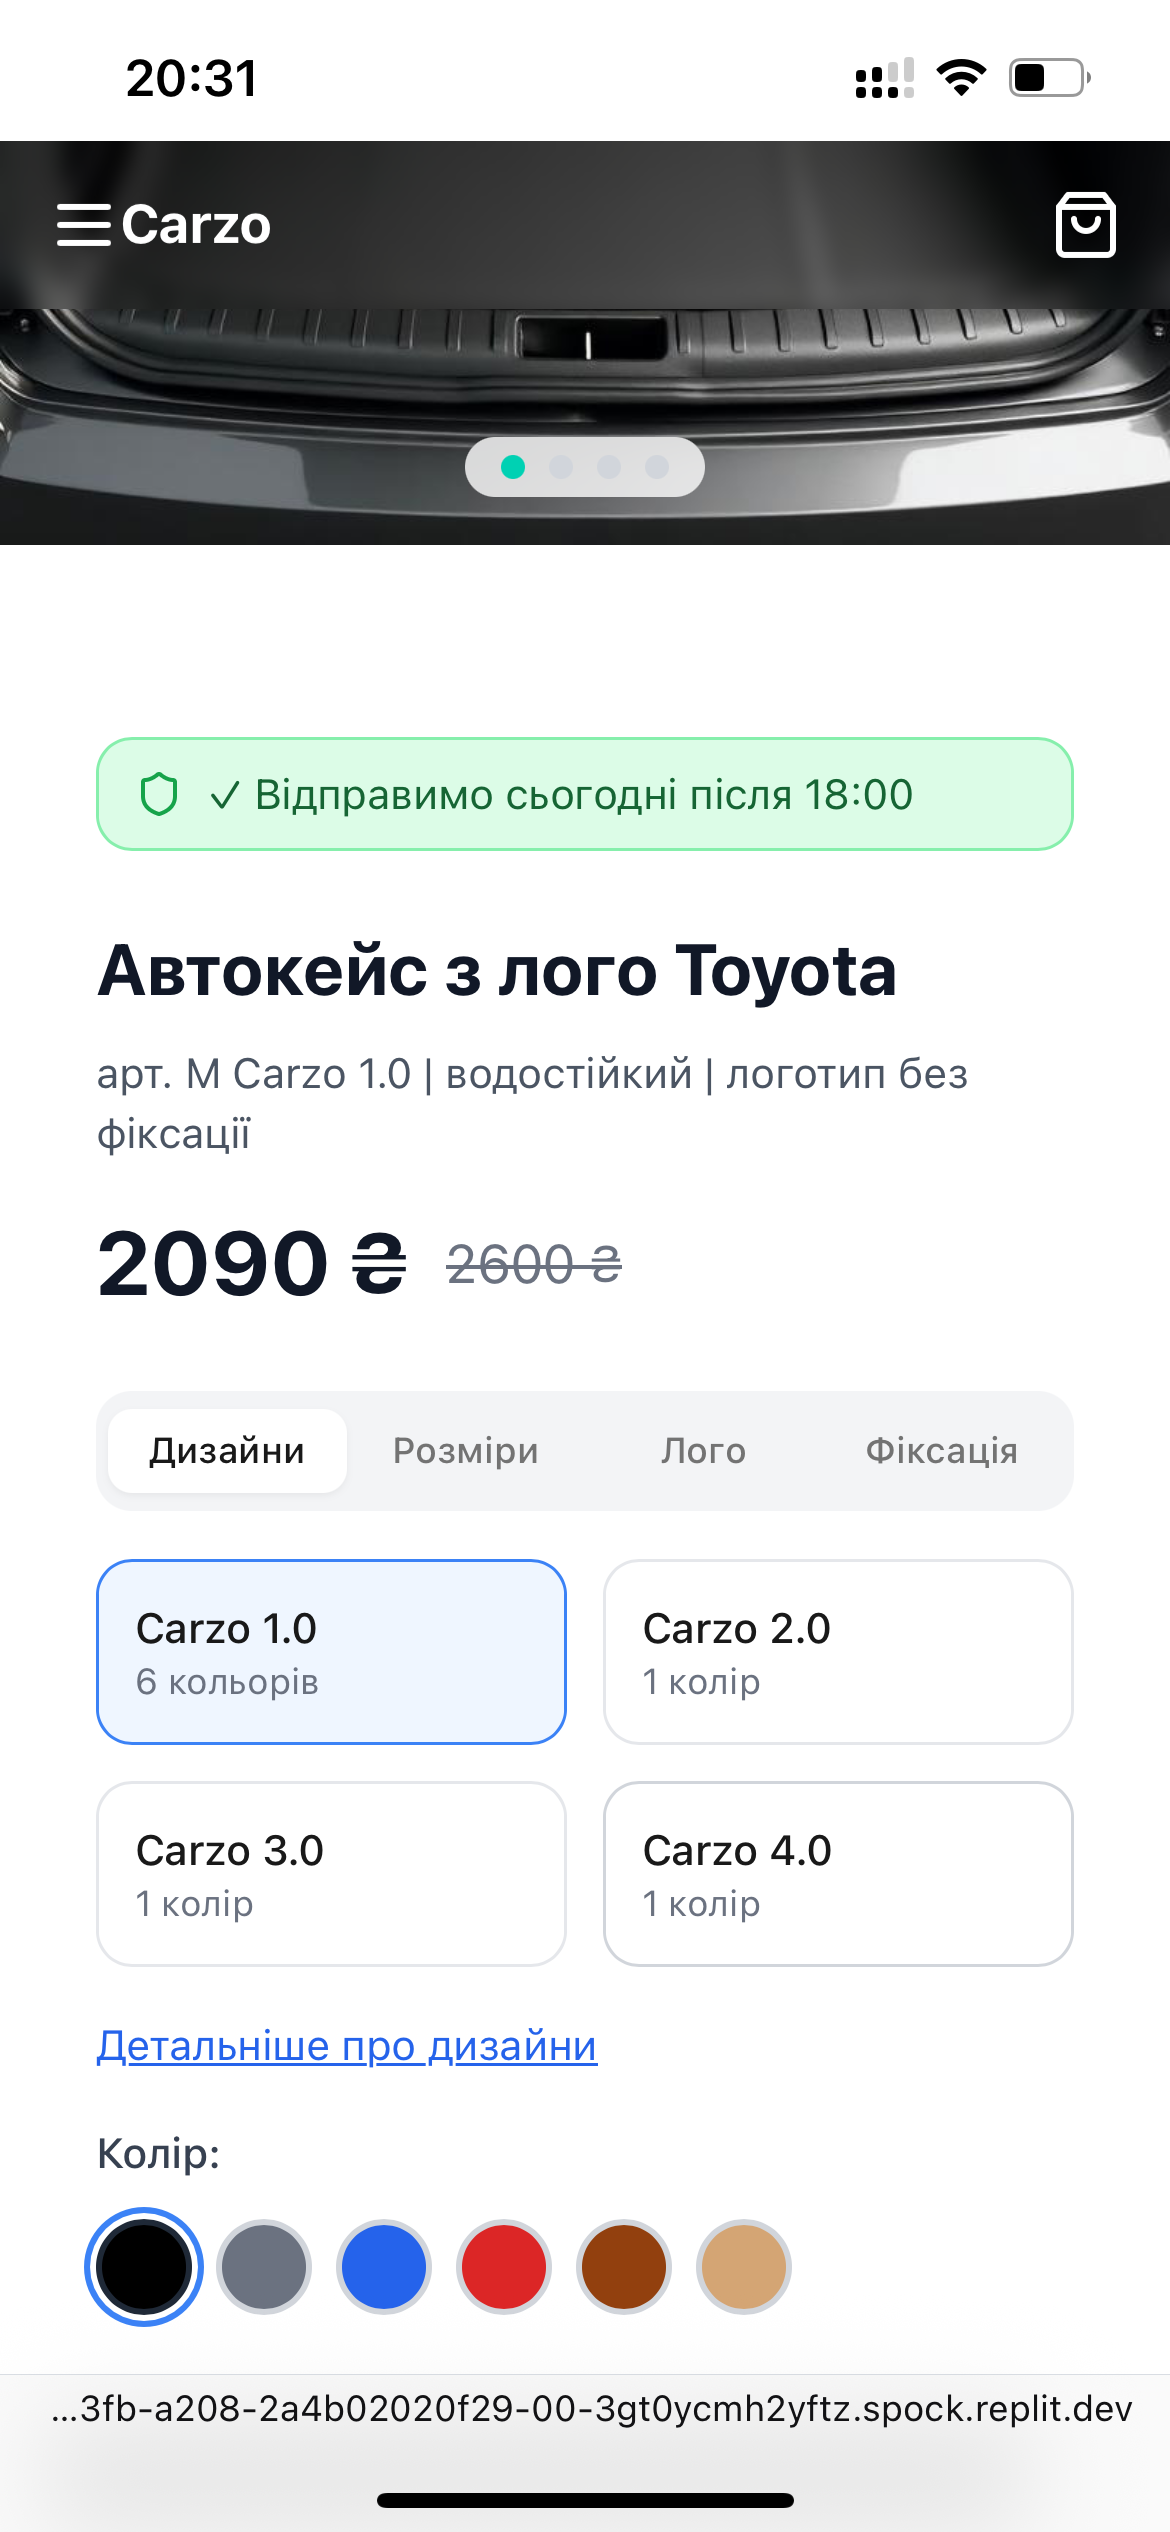 20:31
Carzo
✓ Відправимо сьогодні після 18:00
Автокейс з лого Toyota
арт. M Carzo 1.0 | водостійкий | логотип без
фіксації
2090 ₴ 2600 ₴
Дизайни Розміри Лого Фіксація
Carzo 1.0
6 кольорів
Carzo 2.0
1 колір
Carzo 3.0
1 колір
Carzo 4.0
1 колір
Детальніше про дизайни
Колір:
...3fb-a208-2a4b02020f29-00-3gt0ycmh2yftz.spock.replit.dev